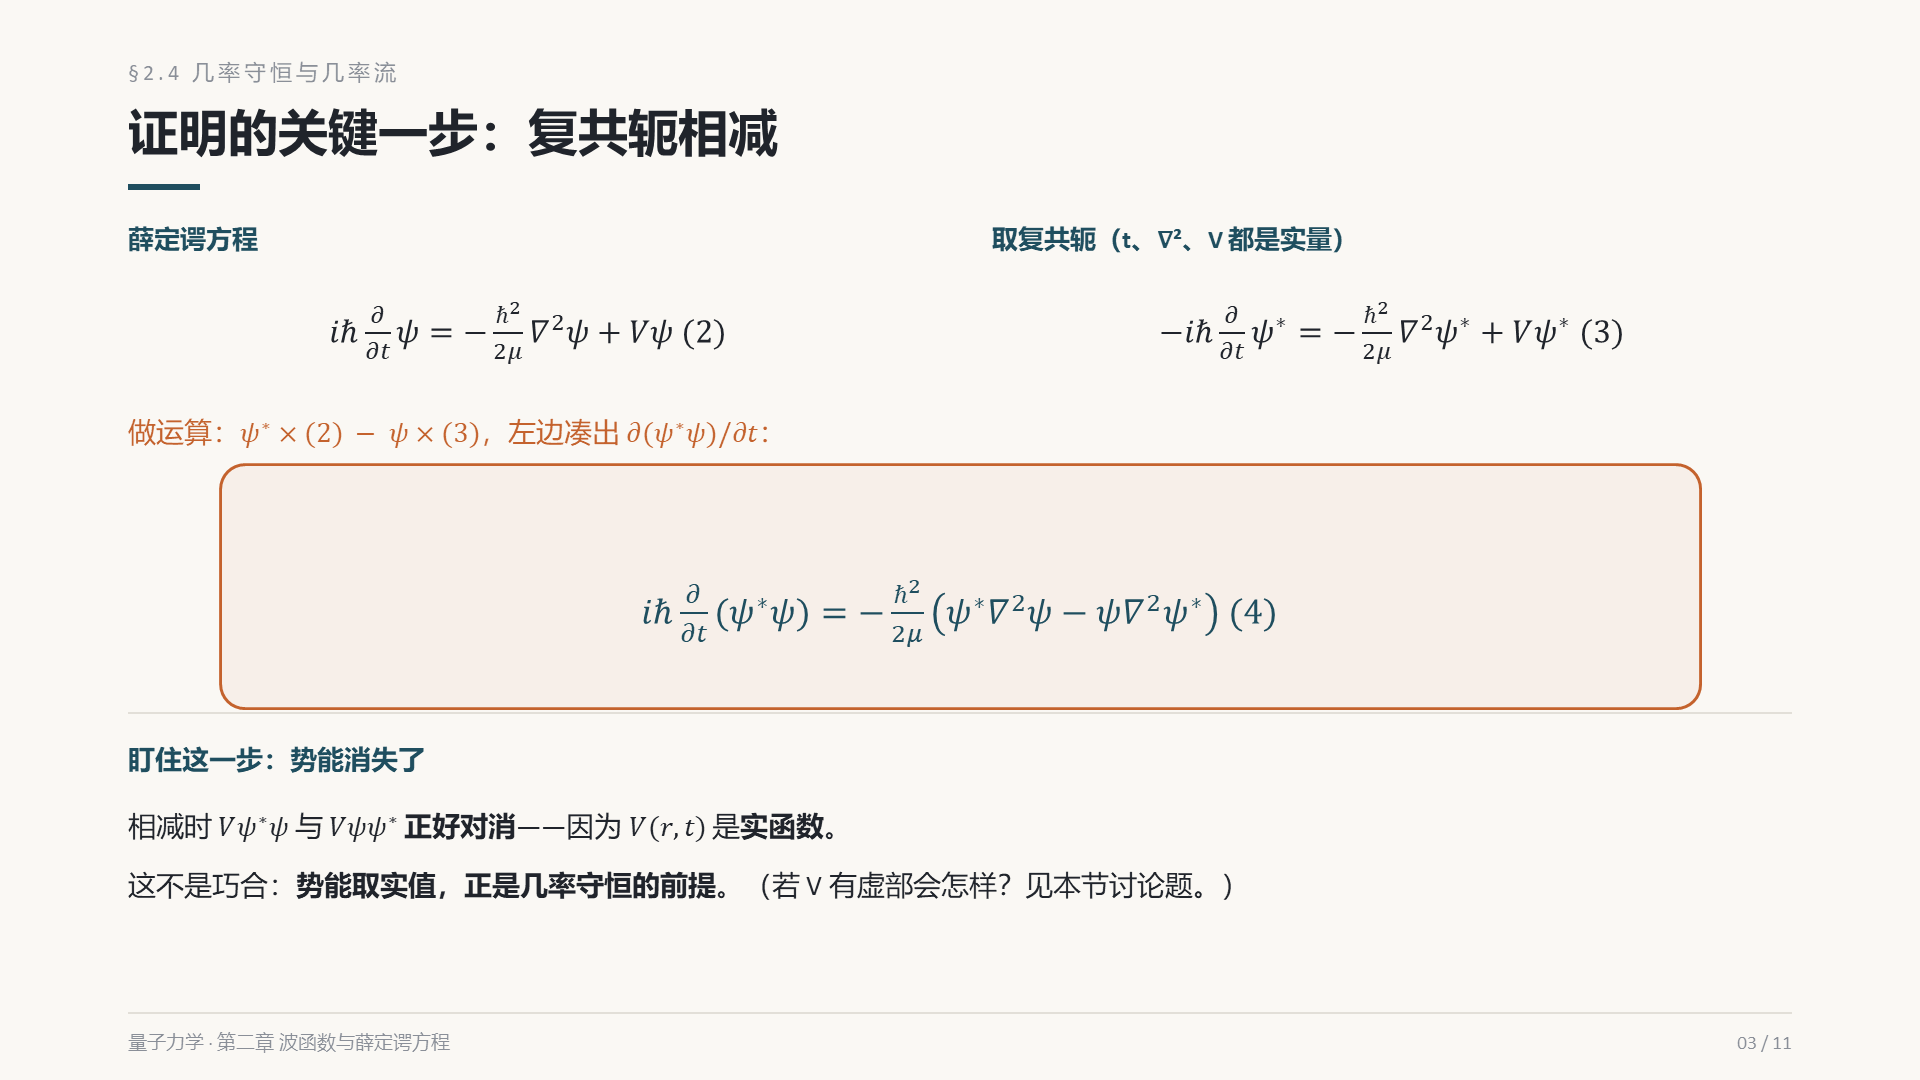 §2.4 几率守恒与几率流
证明的关键一步：复共轭相减
薛定谔方程
iℏ ∂/∂t ψ = −ℏ²/2μ ∇²ψ + Vψ (2)
取复共轭（t、∇²、V 都是实量）
−iℏ ∂/∂t ψ* = −ℏ²/2μ ∇²ψ* + Vψ* (3)
做运算：ψ* × (2) − ψ × (3)，左边凑出 ∂(ψ*ψ)/∂t：
iℏ ∂/∂t (ψ*ψ) = −ℏ²/2μ (ψ*∇²ψ − ψ∇²ψ*) (4)
盯住这一步：势能消失了
相减时 Vψ*ψ 与 Vψψ* 正好对消——因为 V(r, t) 是实函数。
这不是巧合：势能取实值，正是几率守恒的前提。（若 V 有虚部会怎样？见本节讨论题。）
量子力学 · 第二章 波函数与薛定谔方程
03 / 11